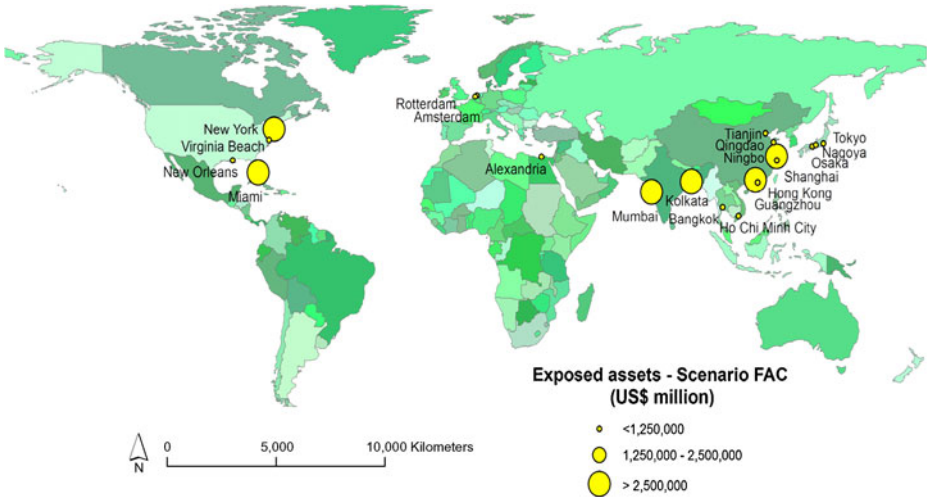 Rotterdam
Amsterdam
New York
Virginia Beach
New Orleans
Miami
Alexandria
Tianjin
Qingdao
Ningbo
Tokyo
Nagoya
Osaka
Shanghai
Hong Kong
Guangzhou
Mumbai
Kolkata
Bangkok
Ho Chi Minh City
Exposed assets - Scenario FAC
(US$ million)
<1,250,000
1,250,000 - 2,500,000
> 2,500,000
N
0 5,000 10,000 Kilometers